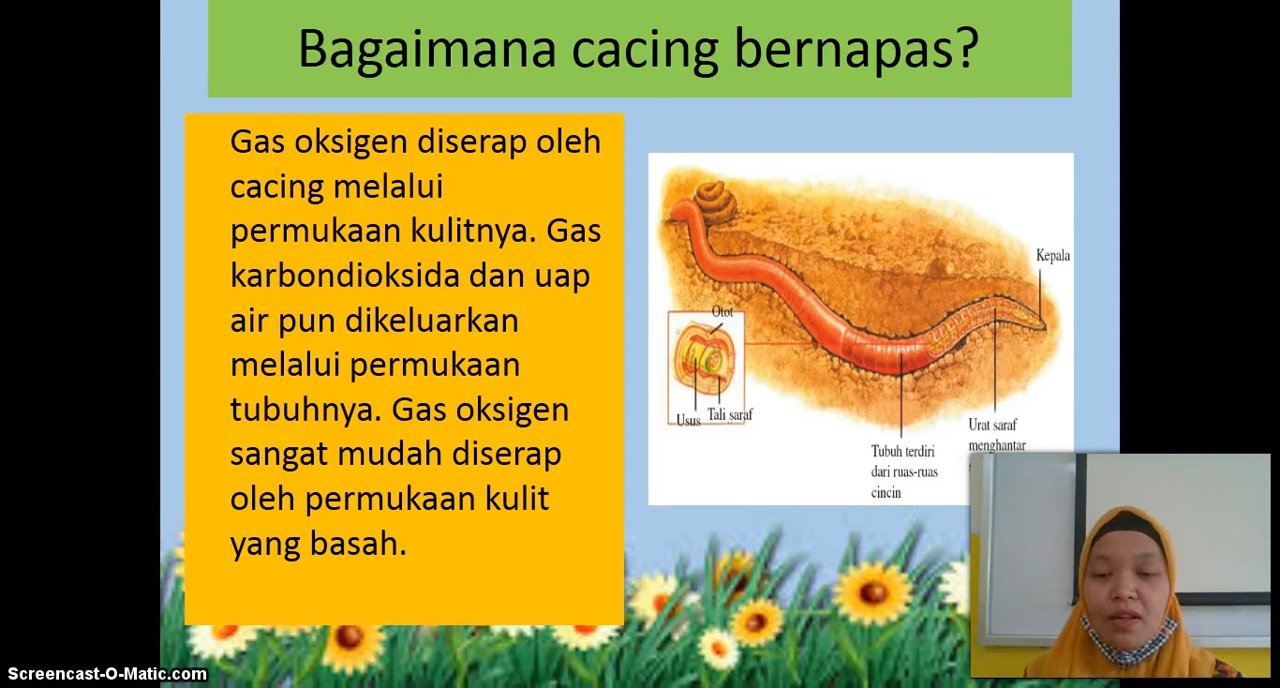 Bagaimana cacing bernapas?
Gas oksigen diserap oleh
cacing melalui
permukaan kulitnya. Gas
karbondioksida dan uap
air pun dikeluarkan
melalui permukaan
tubuhnya. Gas oksigen
sangat mudah diserap
oleh permukaan kulit
yang basah.
Kepala
Otot
Usus
Tali saraf
Tubuh terdiri
dari ruas-ruas
cincin
Urat saraf
menghantar
Screencast-O-Matic.com